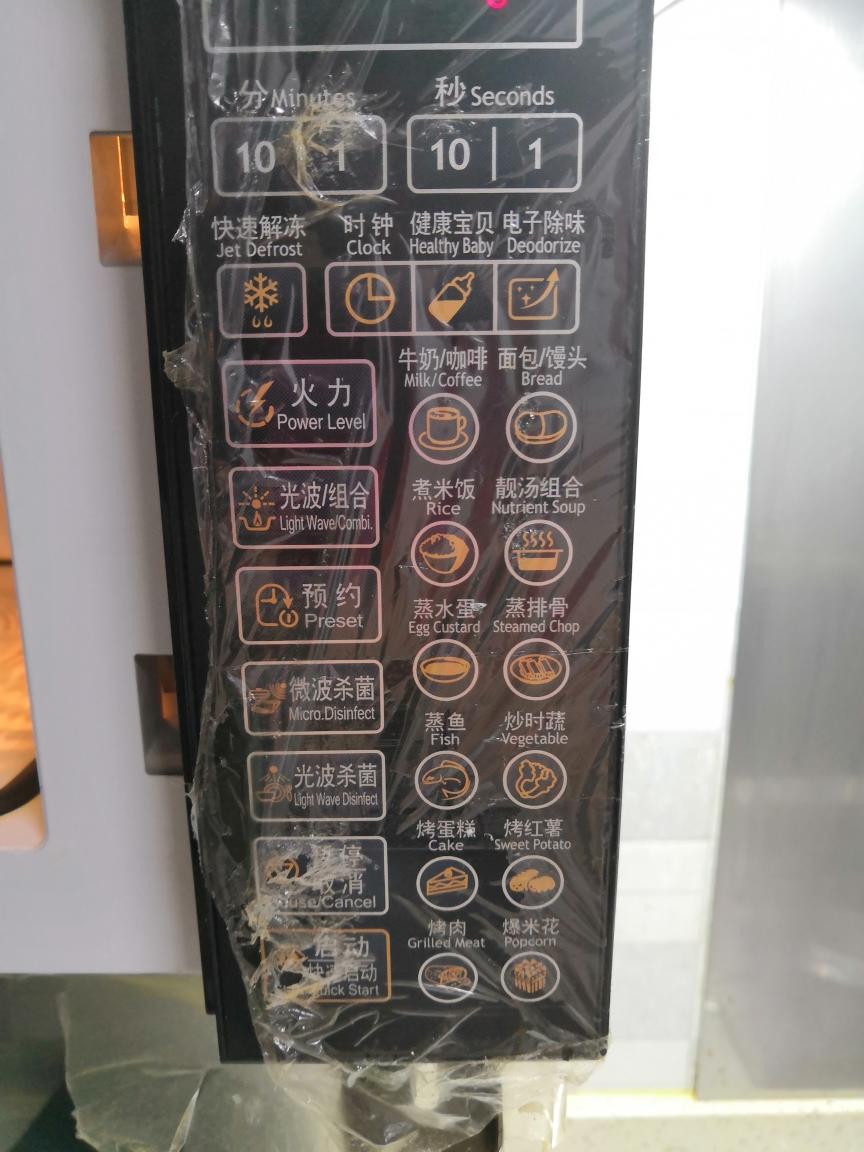 分 Minutes 秒 Seconds
10 1 10 | 1
快速解冻 时钟 健康宝贝 电子除味
Jet Defrost Clock Healthy Baby Deodorize
牛奶/咖啡 面包/馒头
Milk/Coffee Bread
火力
Power Level
煮米饭 靓汤组合
Rice Nutrient Soup
光波/组合
Light Wave/Combi.
预约
Preset
蒸水蛋 蒸排骨
Egg Custard Steamed Chop
微波杀菌
Micro.Disinfect
蒸鱼 炒时蔬
Fish Vegetable
光波杀菌
Light Wave Disinfect
烤蛋糕 烤红薯
Cake Sweet Potato
停
取消
/Cancel
烤肉 爆米花
Grilled Meat Popcorn
启动
快速启动
Quick Start